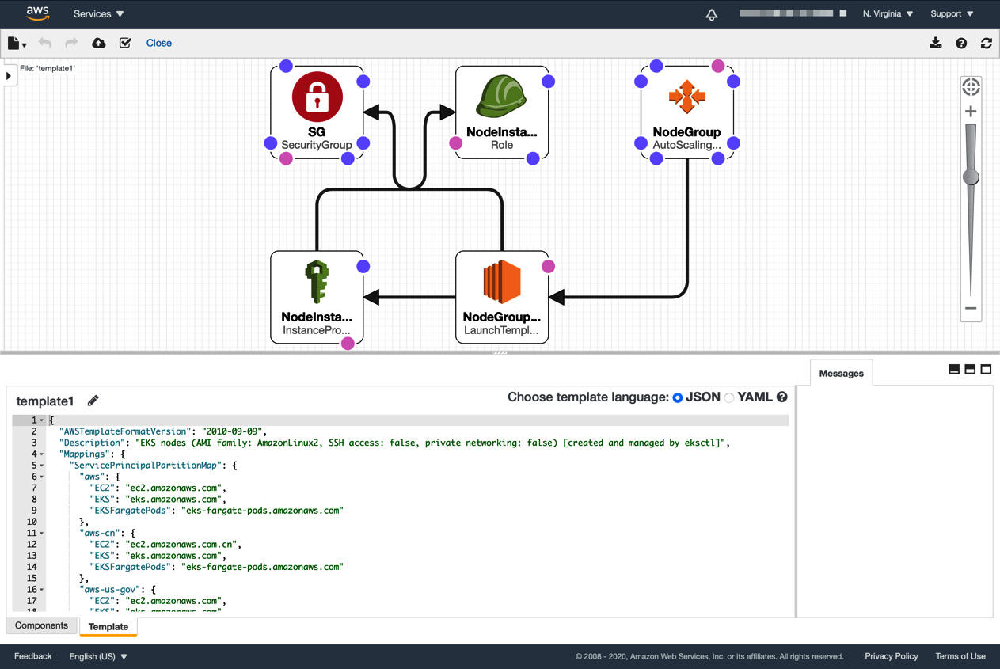 aws
Services
N. Virginia
Support
Close
File: 'template1'
SG
SecurityGroup
NodeInsta...
Role
NodeGroup
AutoScaling...
NodeInsta...
InstancePro...
NodeGroup...
LaunchTempl...
Messages
template1
Choose template language: JSON YAML
1 {
2 "AWSTemplateFormatVersion": "2010-09-09",
3 "Description": "EKS nodes (AMI family: AmazonLinux2, SSH access: false, private networking: false) [created and managed by eksctl]",
4 "Mappings": {
5 "ServicePrincipalPartitionMap": {
6 "aws": {
7 "EC2": "ec2.amazonaws.com",
8 "EKS": "eks.amazonaws.com",
9 "EKSFargatePods": "eks-fargate-pods.amazonaws.com"
10 },
11 "aws-cn": {
12 "EC2": "ec2.amazonaws.com.cn",
13 "EKS": "eks.amazonaws.com",
14 "EKSFargatePods": "eks-fargate-pods.amazonaws.com"
15 },
16 "aws-us-gov": {
17 "EC2": "ec2.amazonaws.com",
18 "EKS": "eks.amazonaws.com",
Components
Template
Feedback
English (US)
© 2008 - 2020, Amazon Web Services, Inc. or its affiliates. All rights reserved.
Privacy Policy
Terms of Use